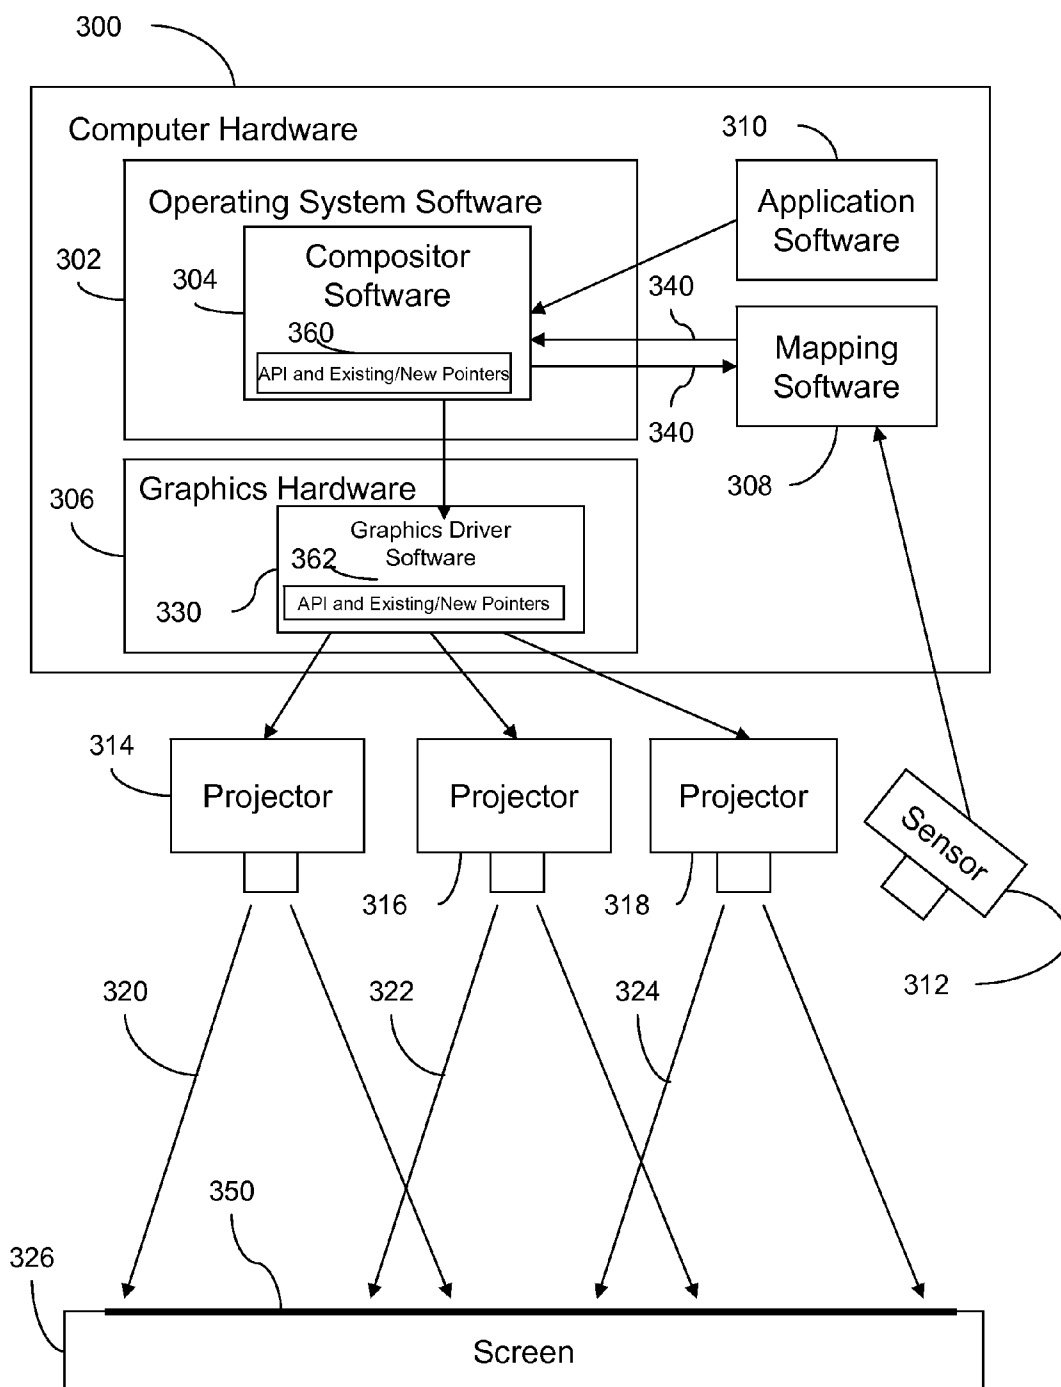 300
Computer Hardware
310
Operating System Software
Application
Software
302
304
Compositor
Software
340
360
API and Existing/New Pointers
Mapping
Software
340
308
306
Graphics Hardware
Graphics Driver
Software
362
330
API and Existing/New Pointers
314
Projector
Projector
Projector
Sensor
316
318
312
320
322
324
350
326
Screen